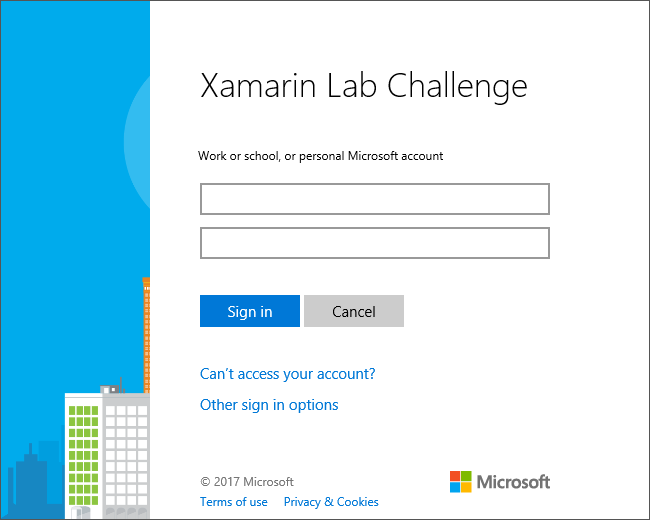 Xamarin Lab Challenge
Work or school, or personal Microsoft account
Sign in Cancel
Can't access your account?
Other sign in options
© 2017 Microsoft
Terms of use Privacy & Cookies
Microsoft